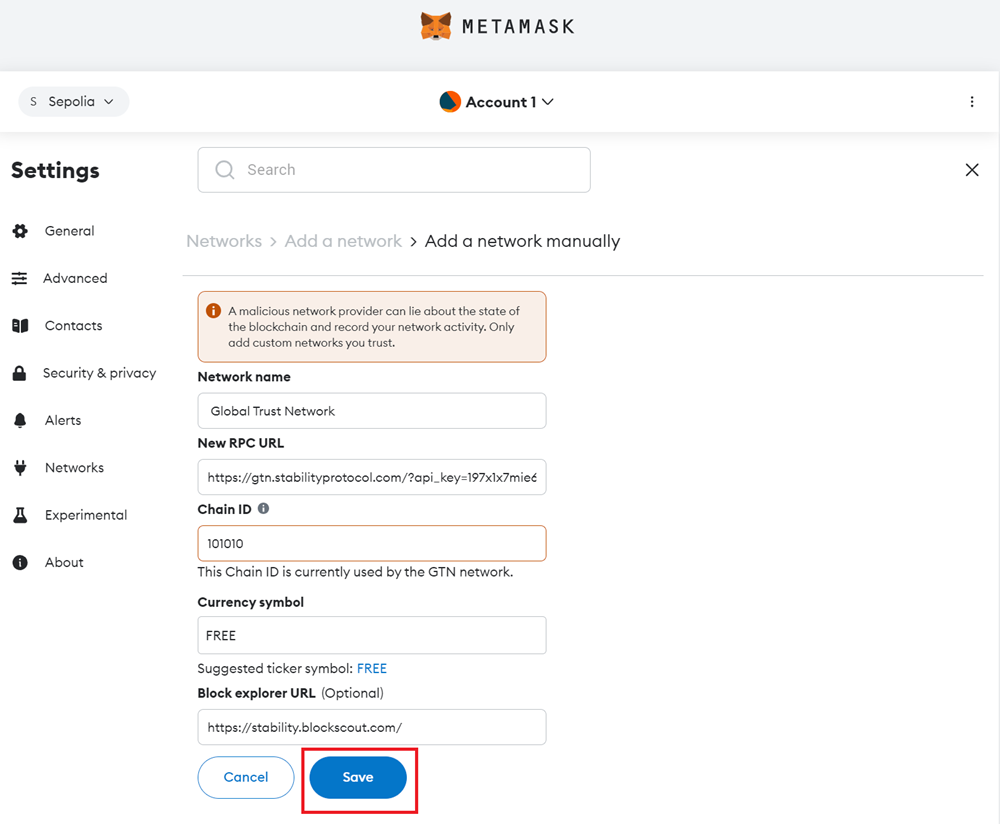 METAMASK
S Sepolia
Account 1
Settings
Search
General
Advanced
Contacts
Security & privacy
Alerts
Networks
Experimental
About
Networks > Add a network > Add a network manually
A malicious network provider can lie about the state of
the blockchain and record your network activity. Only
add custom networks you trust.
Network name
Global Trust Network
New RPC URL
https://gtn.stabilityprotocol.com/?api_key=197x1x7mie
Chain ID
101010
This Chain ID is currently used by the GTN network.
Currency symbol
FREE
Suggested ticker symbol: FREE
Block explorer URL (Optional)
https://stability.blockscout.com/
Cancel
Save